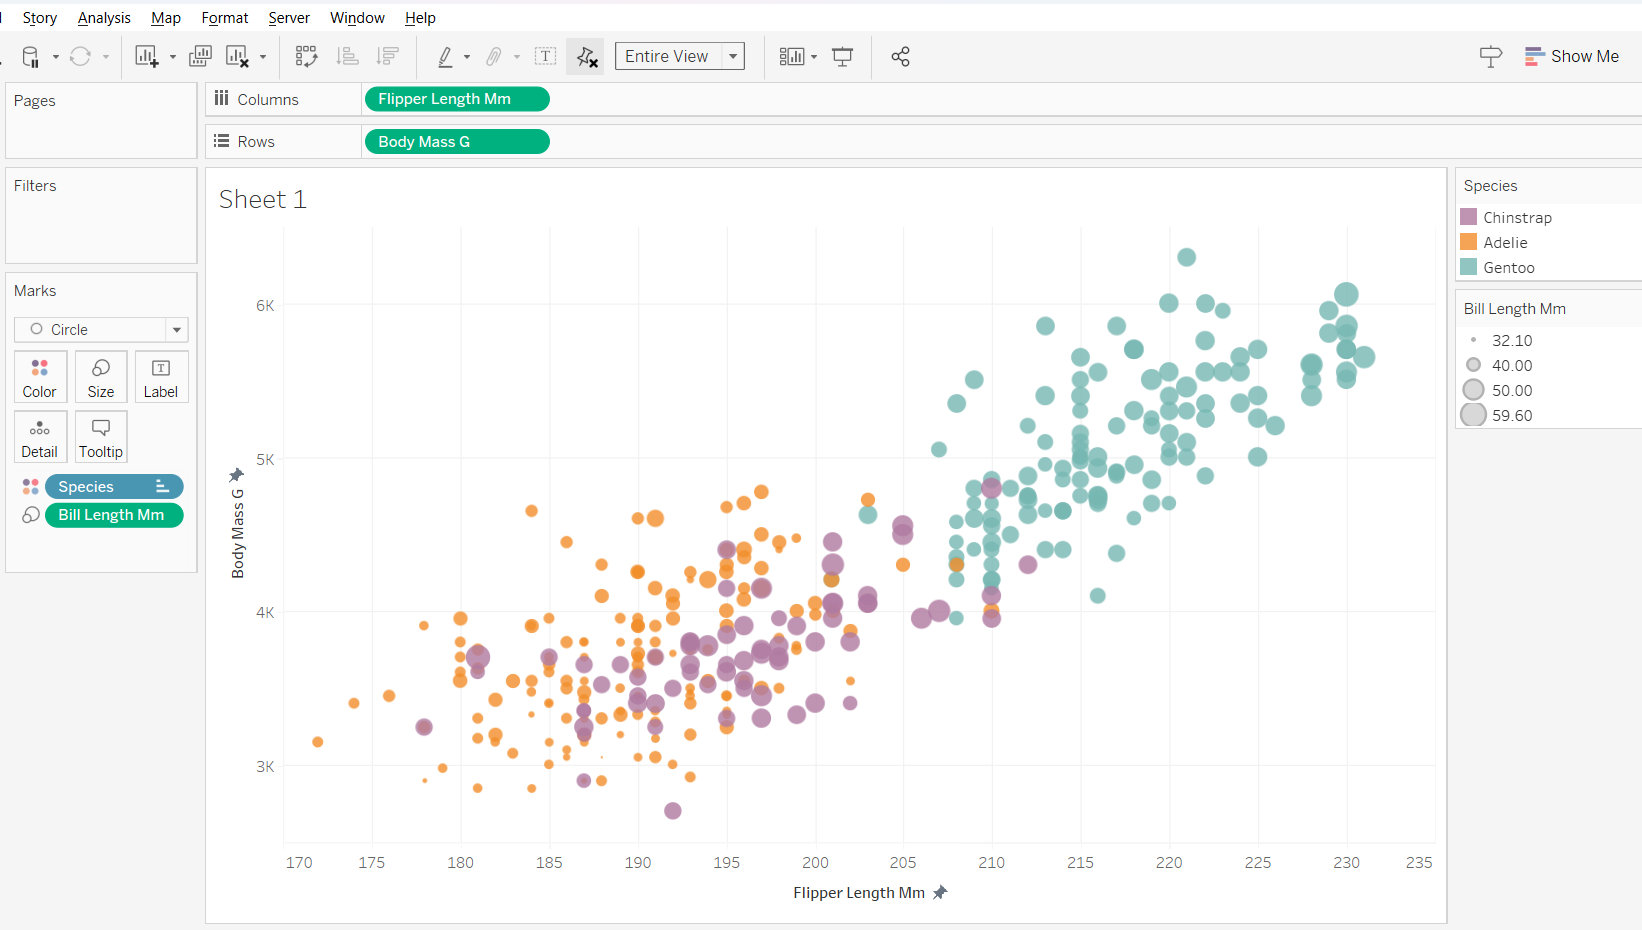 Story Analysis Map Format Server Window Help
Entire View
Show Me
Pages
Columns Flipper Length Mm
Rows Body Mass G
Filters
Marks
Circle
Color Size Label
Detail Tooltip
Species
Bill Length Mm
Sheet 1
6K
5K
4K
3K
Body Mass G
170 175 180 185 190 195 200 205 210 215 220 225 230 235
Flipper Length Mm
Species
Chinstrap
Adelie
Gentoo
Bill Length Mm
32.10
40.00
50.00
59.60